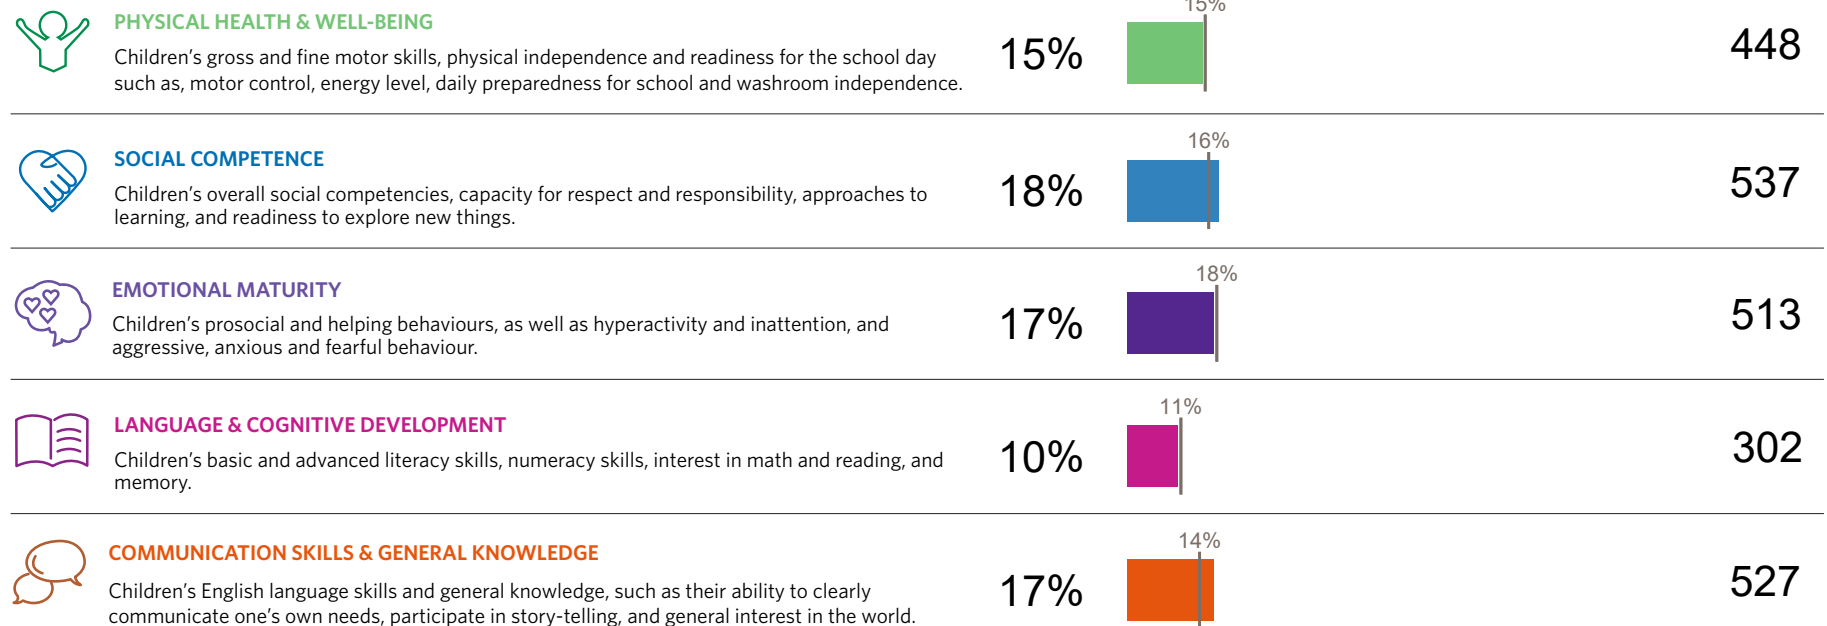 PHYSICAL HEALTH & WELL-BEING
Children’s gross and fine motor skills, physical independence and readiness for the school day
such as, motor control, energy level, daily preparedness for school and washroom independence.
15%
15%
448
SOCIAL COMPETENCE
Children’s overall social competencies, capacity for respect and responsibility, approaches to
learning, and readiness to explore new things.
18%
16%
537
EMOTIONAL MATURITY
Children’s prosocial and helping behaviours, as well as hyperactivity and inattention, and
aggressive, anxious and fearful behaviour.
17%
18%
513
LANGUAGE & COGNITIVE DEVELOPMENT
Children’s basic and advanced literacy skills, numeracy skills, interest in math and reading, and
memory.
10%
11%
302
COMMUNICATION SKILLS & GENERAL KNOWLEDGE
Children’s English language skills and general knowledge, such as their ability to clearly
communicate one’s own needs, participate in story-telling, and general interest in the world.
17%
14%
527